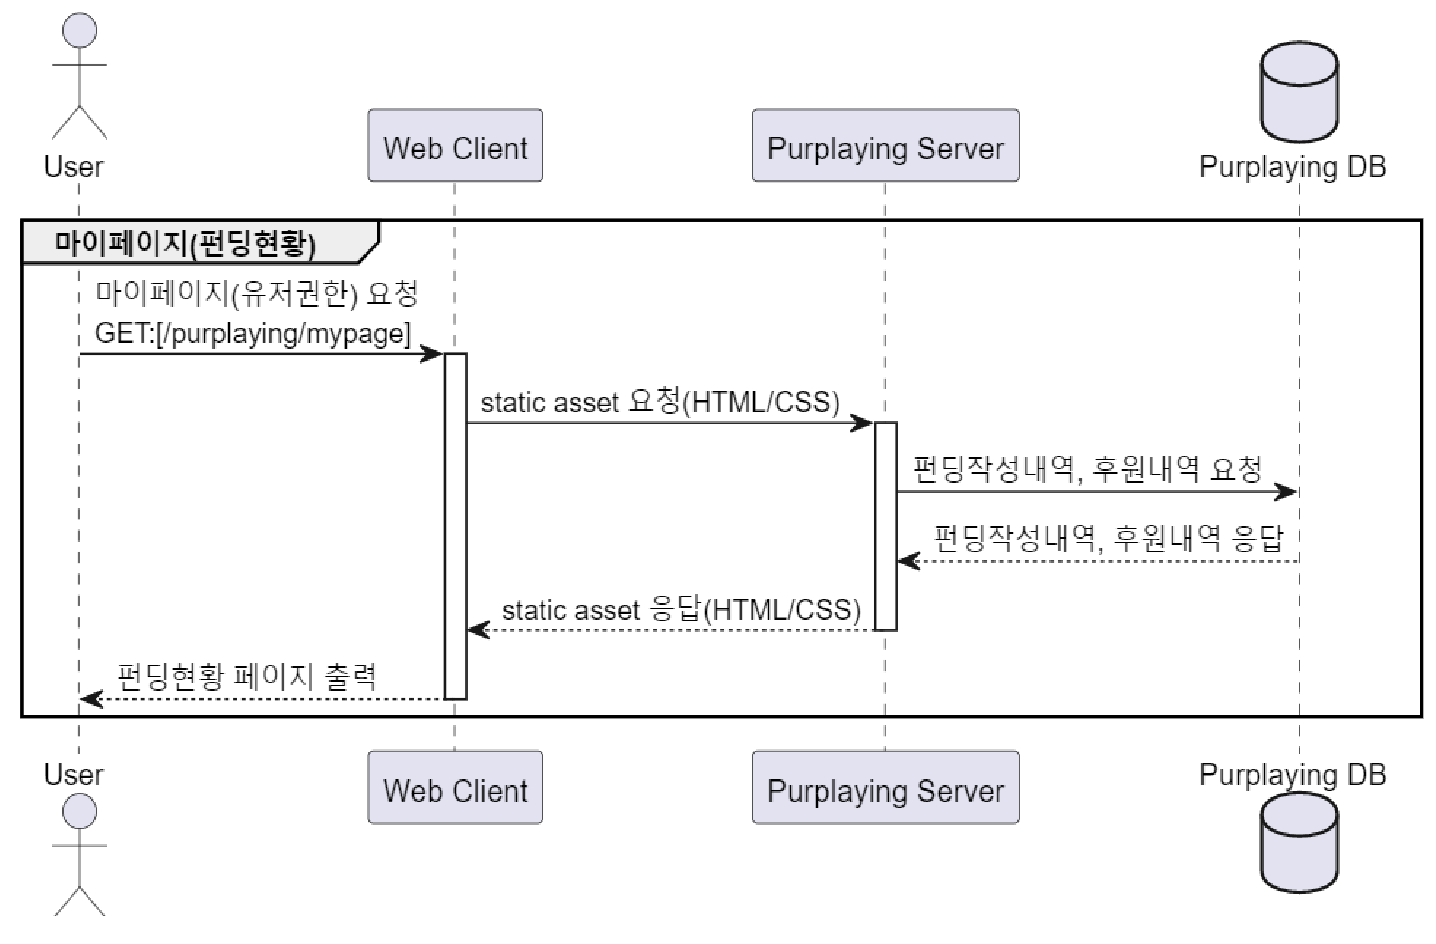 User
Web Client
Purplaying Server
Purplaying DB
마이페이지(펀딩현황)
마이페이지(유저권한) 요청
GET:[/purplaying/mypage]
static asset 요청(HTML/CSS)
펀딩작성내역, 후원내역 요청
펀딩작성내역, 후원내역 응답
static asset 응답(HTML/CSS)
펀딩현황 페이지 출력
User
Web Client
Purplaying Server
Purplaying DB